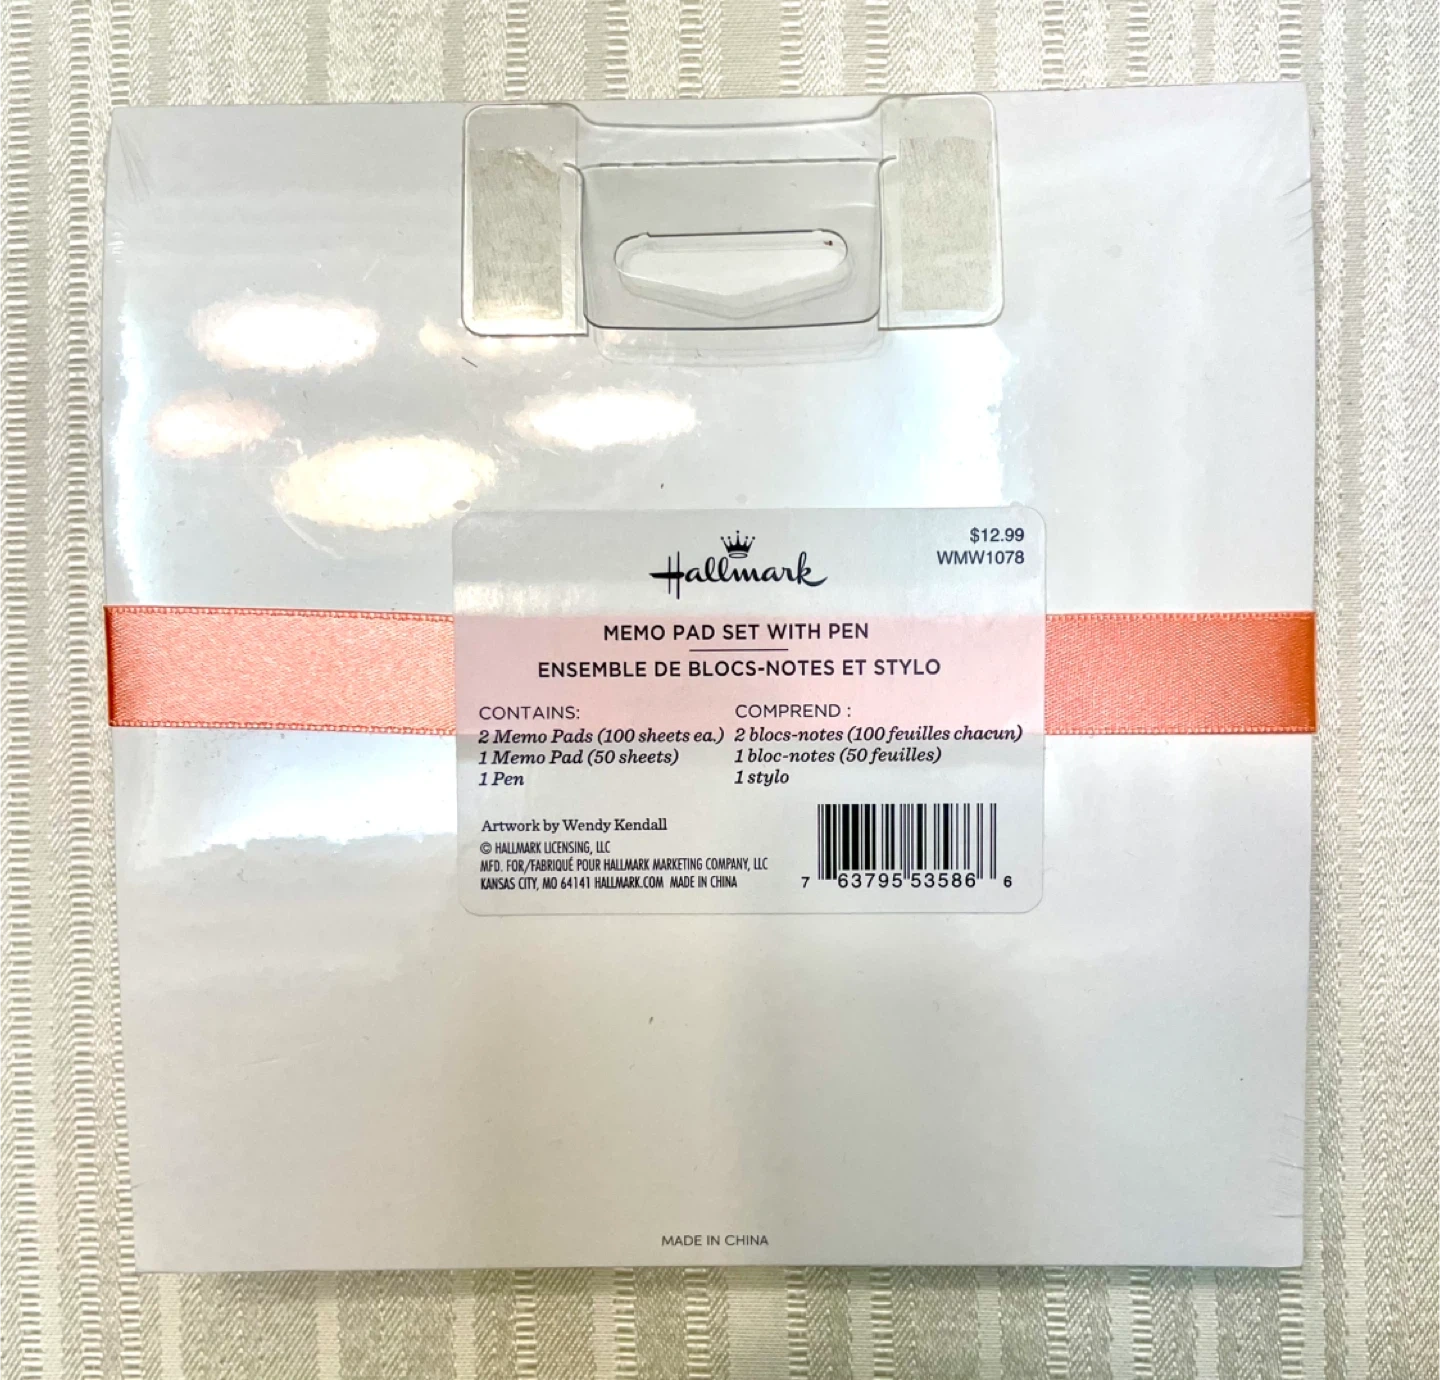 Hallmark
$12.99
WMW1078
MEMO PAD SET WITH PEN
ENSEMBLE DE BLOCS-NOTES ET STYLO
CONTAINS:
2 Memo Pads (100 sheets ea.)
1 Memo Pad (50 sheets)
1 Pen
COMPREND :
2 blocs-notes (100 feuilles chacun)
1 bloc-notes (50 feuilles)
1 stylo
Artwork by Wendy Kendall
© HALLMARK LICENSING, LLC
MFD. FOR/FABRIQUÉ POUR HALLMARK MARKETING COMPANY, LLC
KANSAS CITY, MO 64141 HALLMARK.COM MADE IN CHINA
7 63795 53586 6
MADE IN CHINA